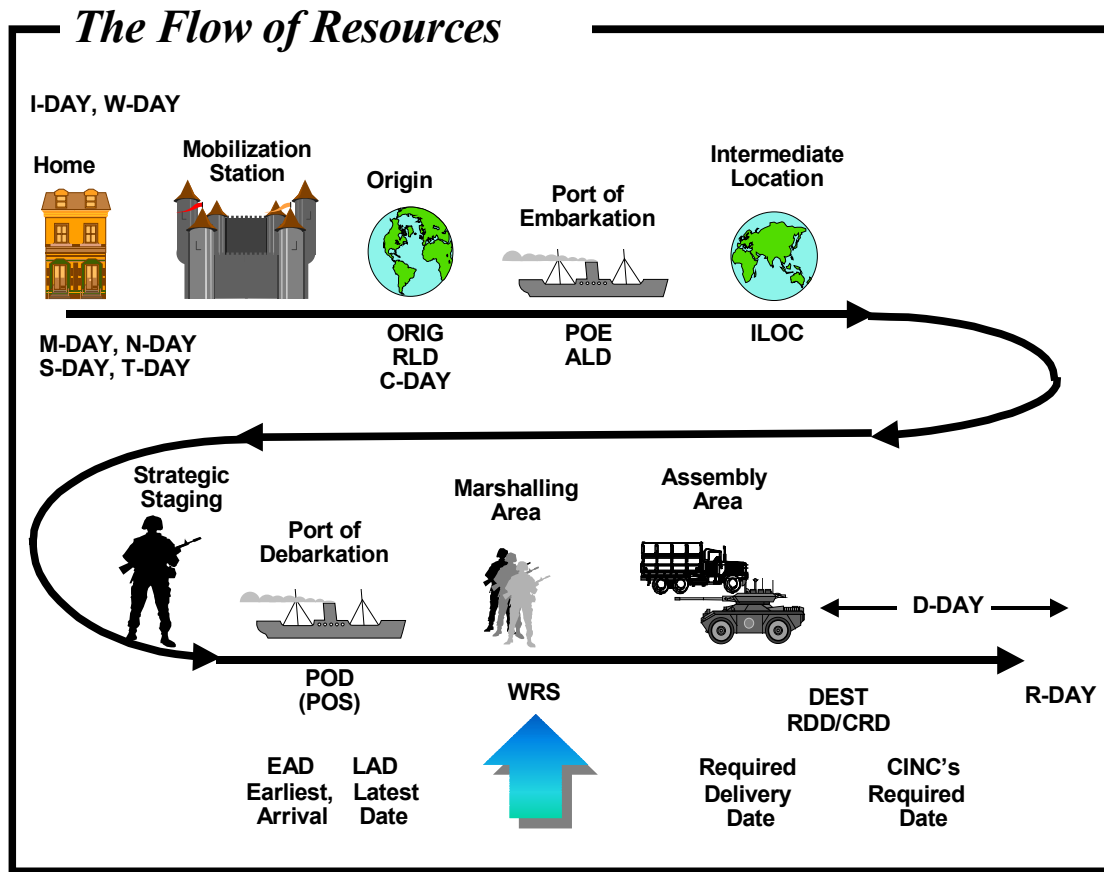 The Flow of Resources
I-DAY, W-DAY
Home
Mobilization
Station
Origin
Port of
Embarkation
Intermediate
Location
M-DAY, N-DAY
S-DAY, T-DAY
ORIG
RLD
C-DAY
POE
ALD
ILOC
Strategic
Staging
Port of
Debarkation
Marshalling
Area
Assembly
Area
D-DAY
POD
(POS)
WRS
DEST
RDD/CRD
R-DAY
EAD
Earliest,
Arrival
LAD
Latest
Date
Required
Delivery
Date
CINC's
Required
Date